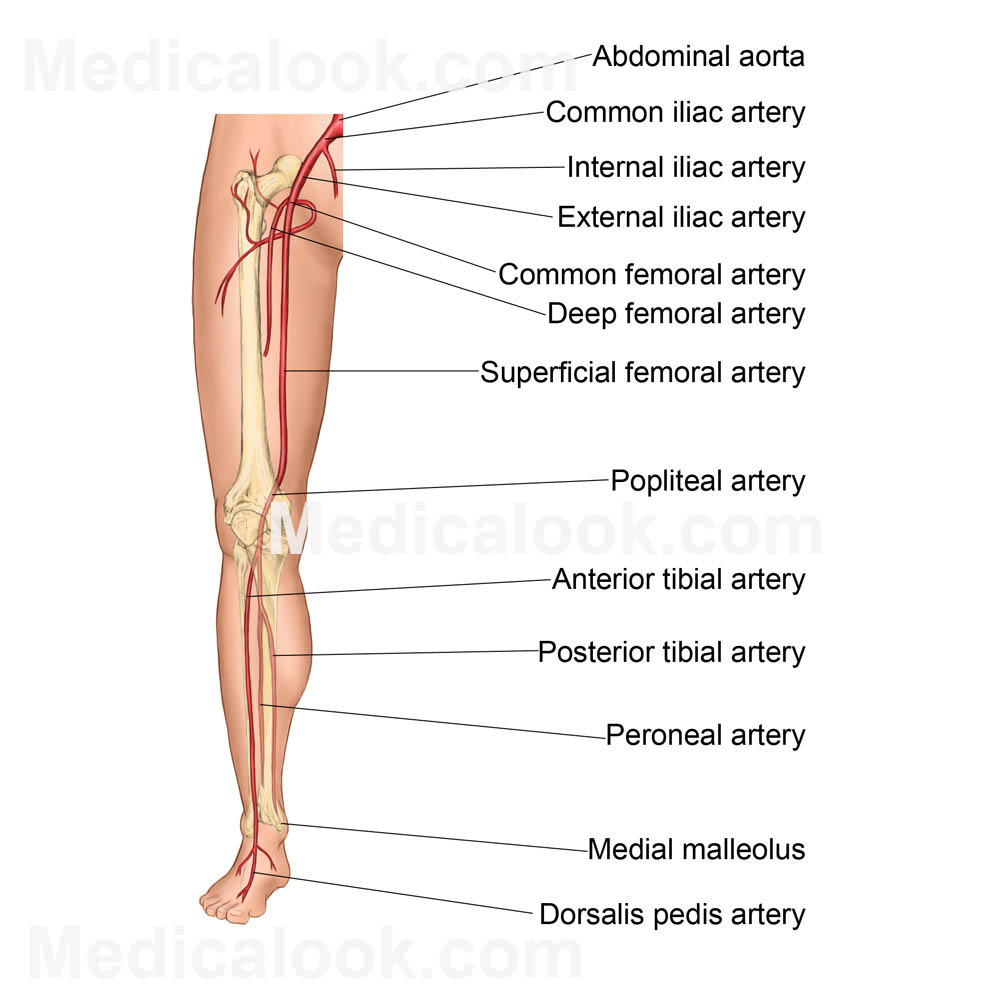 Medicalook.com
Abdominal aorta
Common iliac artery
Internal iliac artery
External iliac artery
Common femoral artery
Deep femoral artery
Superficial femoral artery
Popliteal artery
Medicalook.com
Anterior tibial artery
Posterior tibial artery
Peroneal artery
Medial malleolus
Dorsalis pedis artery
Medicalook.com